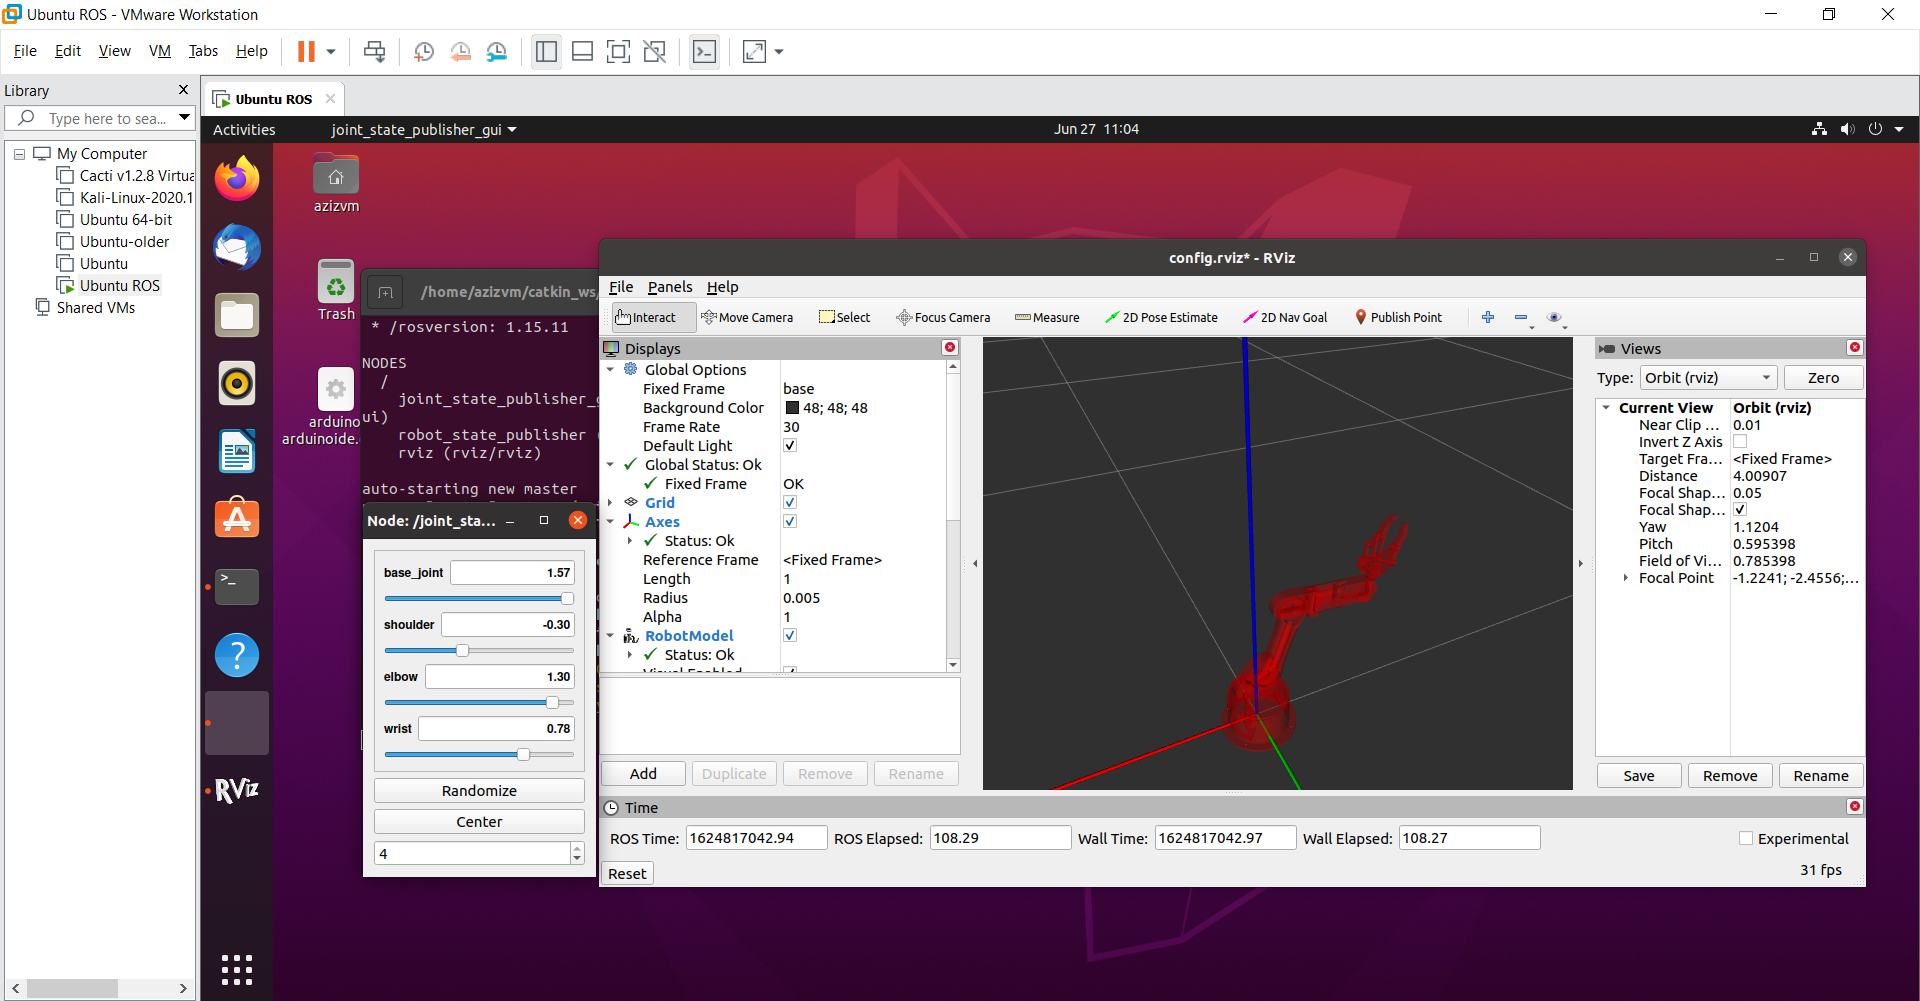 Ubuntu ROS - VMware Workstation
File Edit View VM Tabs Help
Library
Type here to sea...
My Computer
Cacti v1.2.8 Virtua
Kali-Linux-2020.1
Ubuntu 64-bit
Ubuntu-older
Ubuntu
Ubuntu ROS
Shared VMs
Ubuntu ROS
Activities
joint_state_publisher_gui
Jun 27 11:04
azizvm
Trash
arduino
arduinoide.
/home/azizvm/catkin_ws/
* /rosversion: 1.15.11
NODES
/
joint_state_publisher_g
ui)
robot_state_publisher (
rviz (rviz/rviz)
auto-starting new master
Node: /joint_sta...
base_joint 1.57
shoulder -0.30
elbow 1.30
wrist 0.78
Randomize
Center
4
RViz
config.rviz* - RViz
File Panels Help
Interact Move Camera Select Focus Camera Measure 2D Pose Estimate 2D Nav Goal Publish Point
Displays
Global Options
Fixed Frame base
Background Color 48; 48; 48
Frame Rate 30
Default Light
Global Status: Ok
Fixed Frame OK
Grid
Axes
Status: Ok
Reference Frame <Fixed Frame>
Length 1
Radius 0.005
Alpha 1
RobotModel
Status: Ok
Visual Enabled
Add Duplicate Remove Rename
Views
Type: Orbit (rviz) Zero
Current View Orbit (rviz)
Near Clip ... 0.01
Invert Z Axis
Target Fra... <Fixed Frame>
Distance 4.00907
Focal Shap... 0.05
Focal Shap...
Yaw 1.1204
Pitch 0.595398
Field of Vi... 0.785398
Focal Point -1.2241; -2.4556;...
Save Remove Rename
Time
ROS Time: 1624817042.94 ROS Elapsed: 108.29 Wall Time: 1624817042.97 Wall Elapsed: 108.27 Experimental
Reset 31 fps